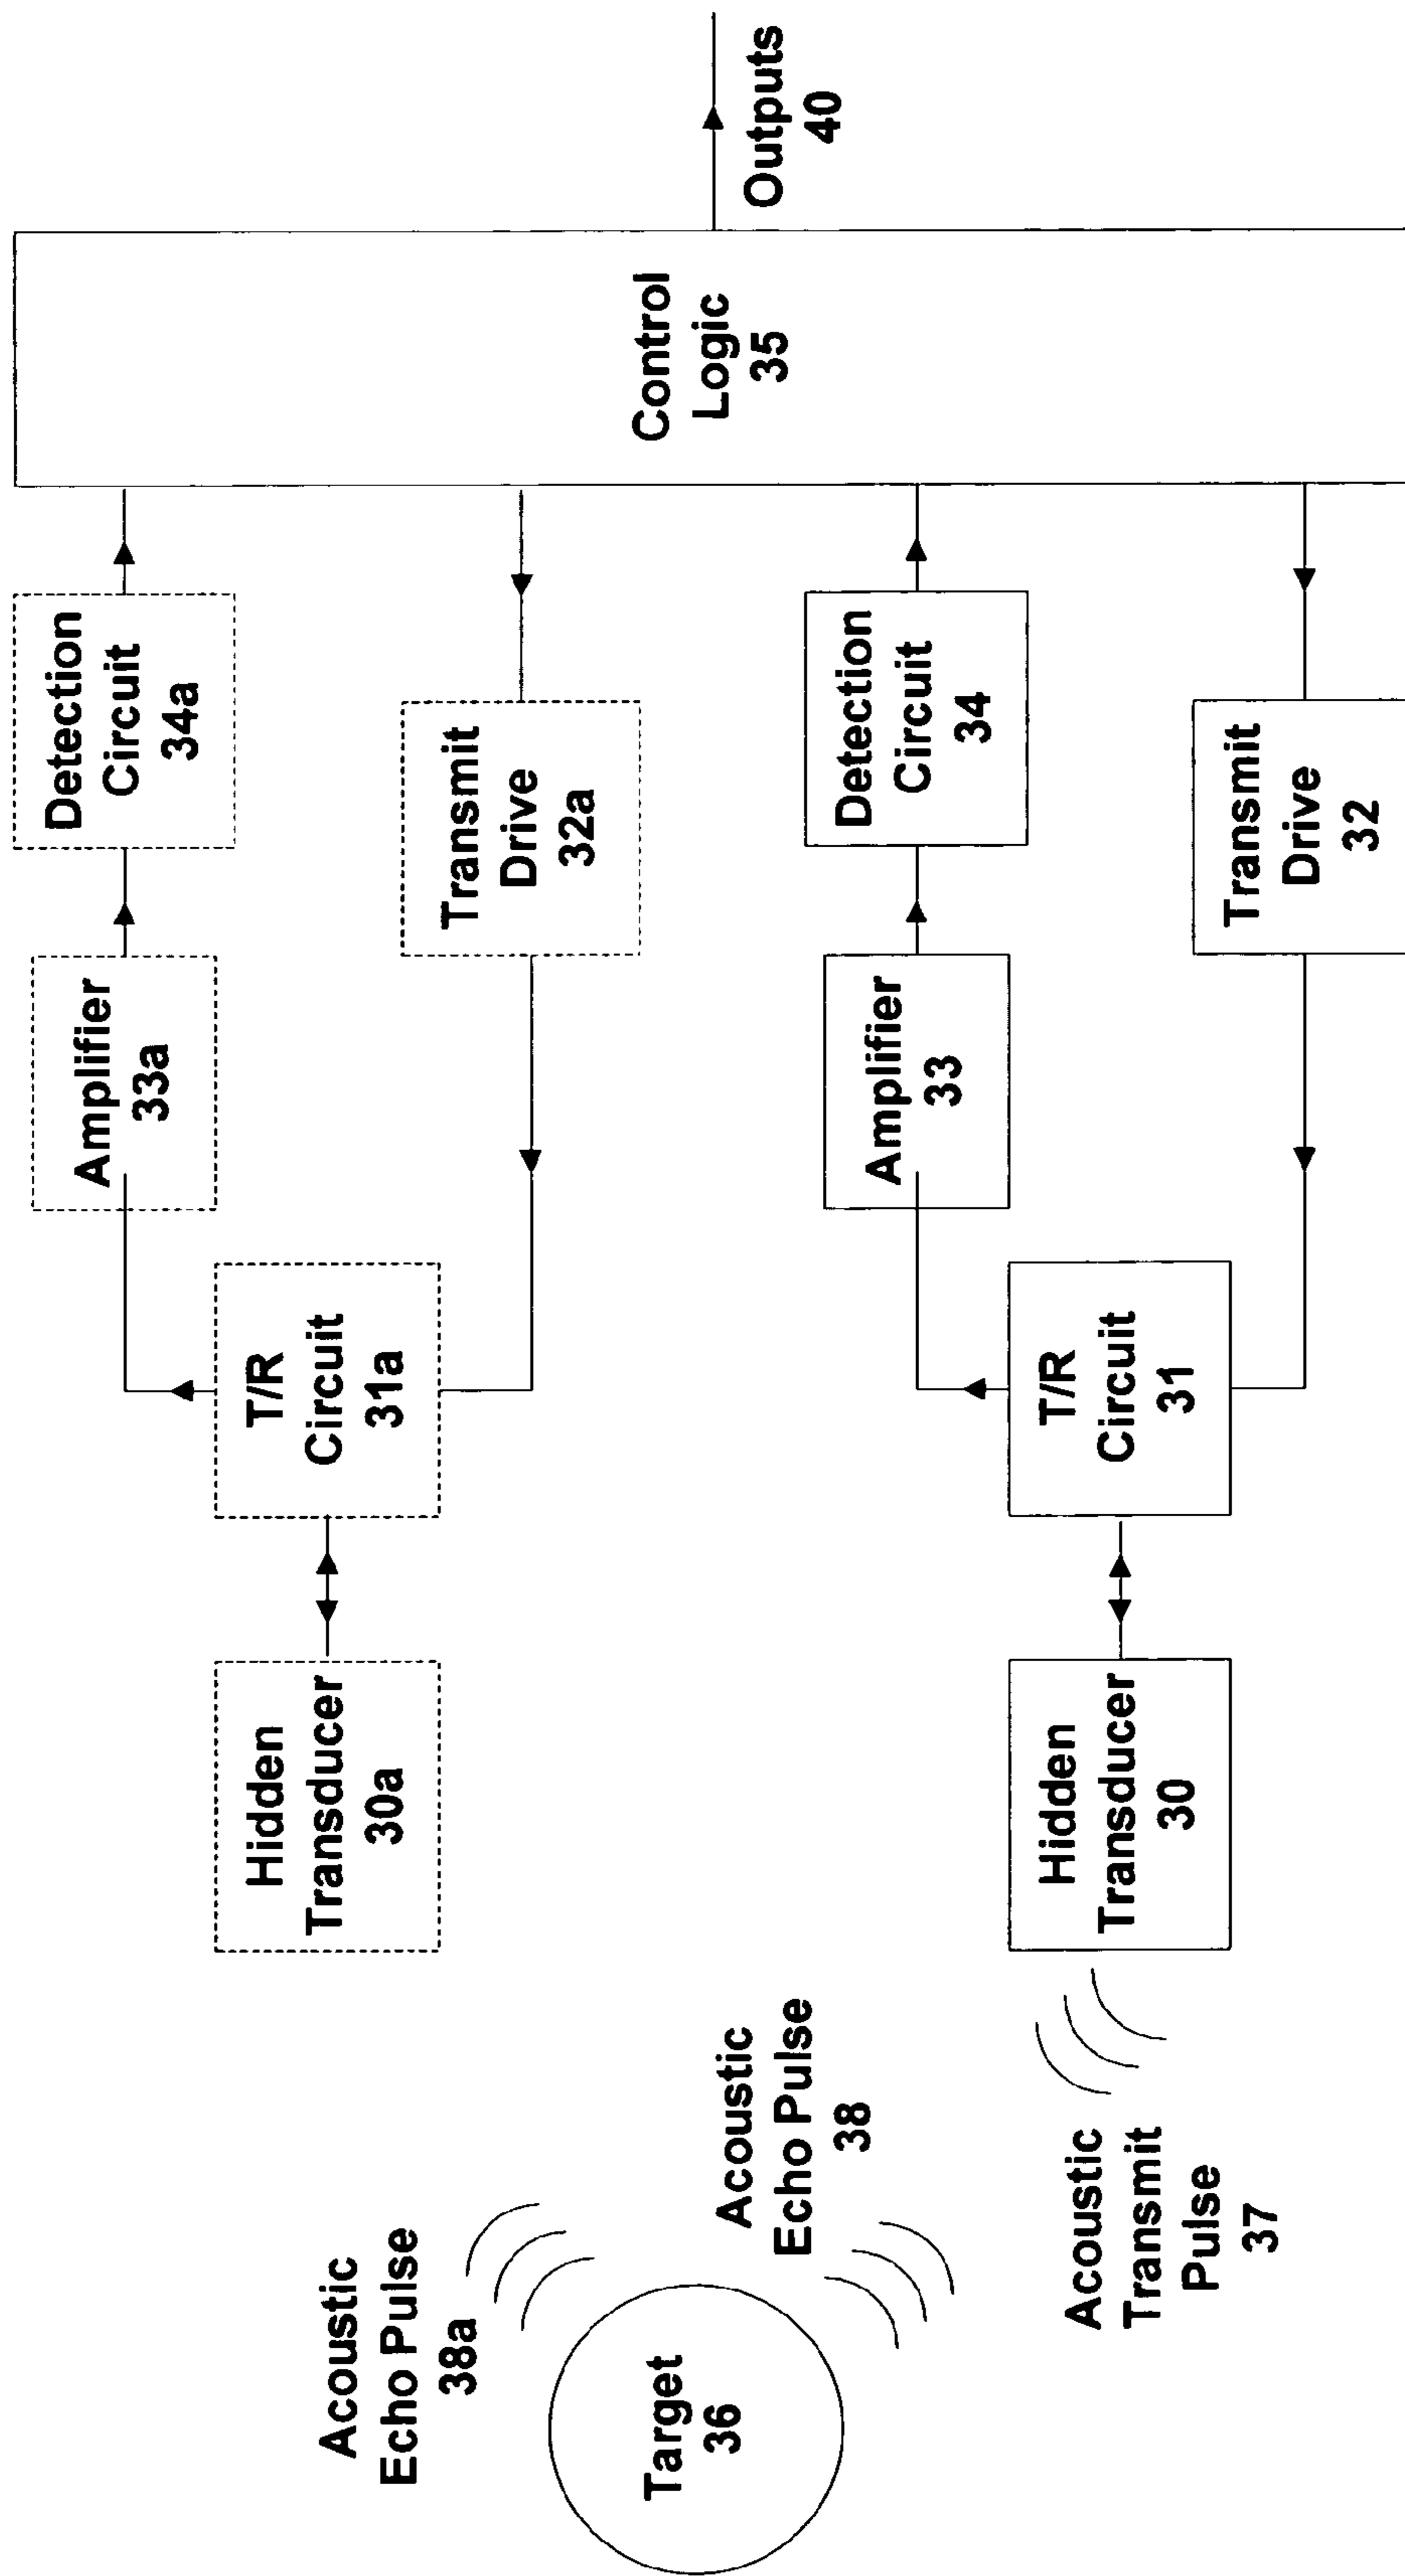 Acoustic
Echo Pulse
38a
Target
36
Acoustic
Echo Pulse
38
Acoustic
Transmit
Pulse
37
Hidden
Transducer
30a
T/R
Circuit
31a
Amplifier
33a
Detection
Circuit
34a
Transmit
Drive
32a
Hidden
Transducer
30
T/R
Circuit
31
Amplifier
33
Detection
Circuit
34
Transmit
Drive
32
Control
Logic
35
Outputs
40